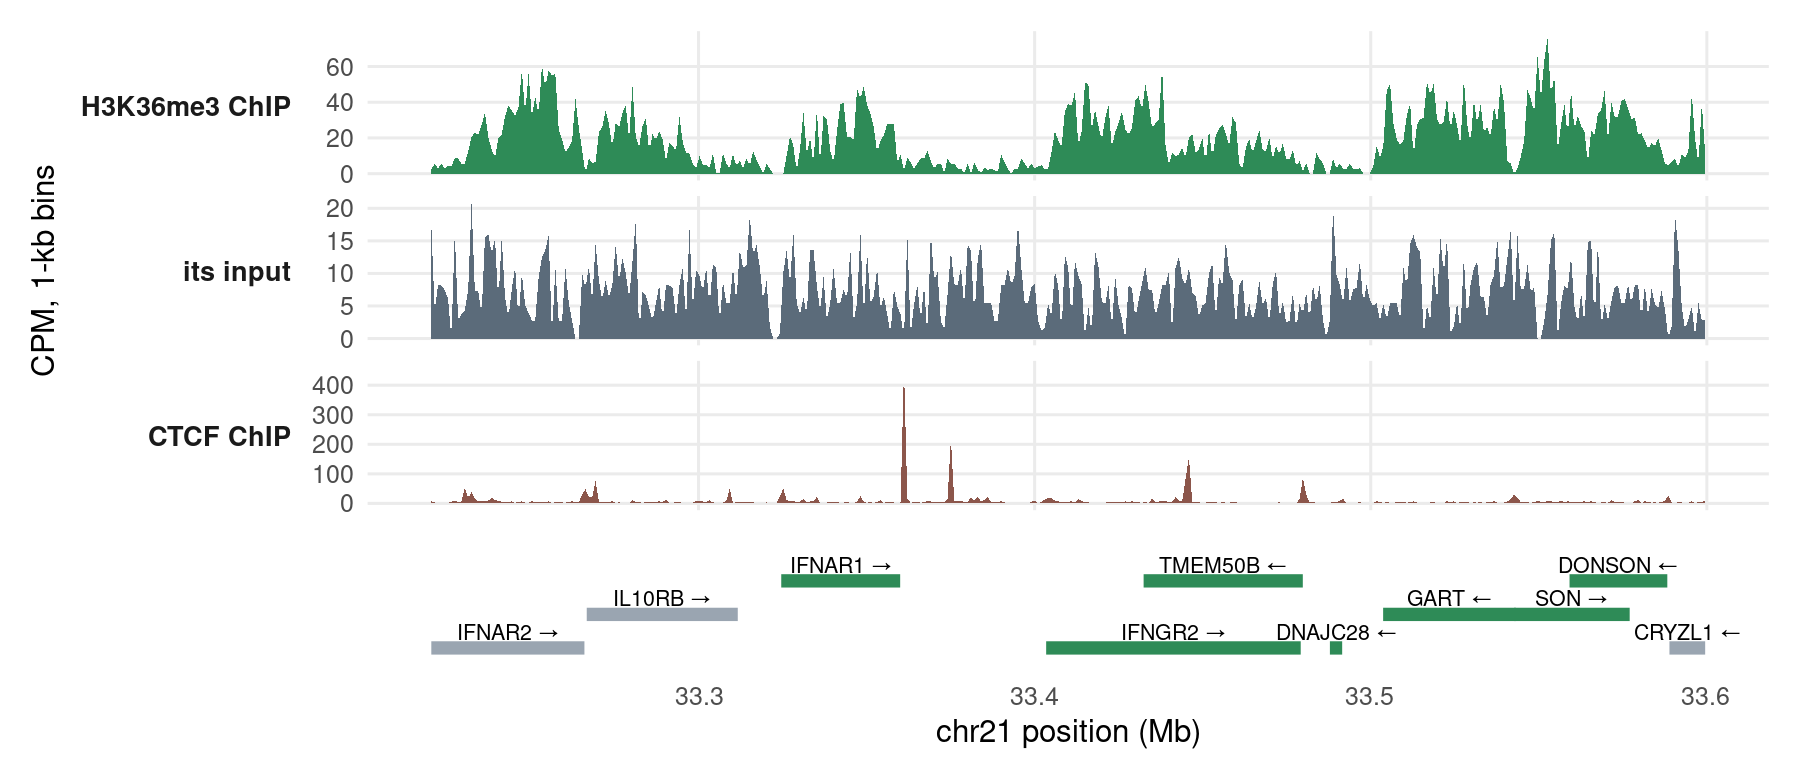 H3K36me3 ChIP
60
40
20
0
its input
20
15
10
5
0
CTCF ChIP
400
300
200
100
0
CPM, 1-kb bins
IFNAR1 →
TMEM50B ←
DONSON ←
IL10RB →
GART ←
SON →
IFNAR2 →
IFNGR2 →
DNAJC28 ←
CRYZL1 ←
33.3
33.4
33.5
33.6
chr21 position (Mb)